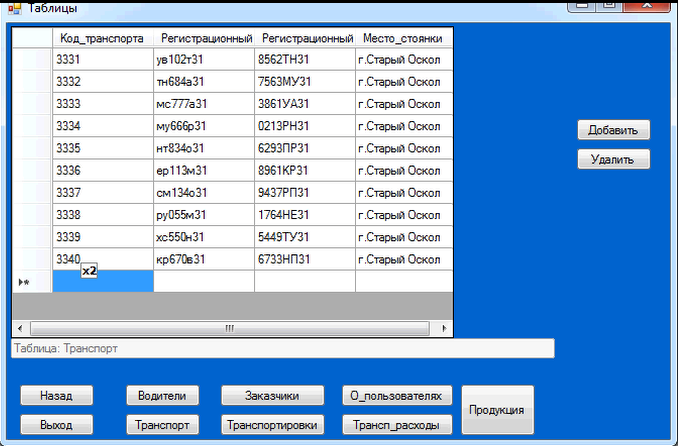 Таблицы
Код_транспорта Регистрационный Регистрационный Место_стоянки
3331 ув102т31 8562ТН31 г.Старый Оскол
3332 тн684а31 7563МУ31 г.Старый Оскол
3333 мс777а31 3861УА31 г.Старый Оскол
3334 му666р31 0213РН31 г.Старый Оскол
3335 нт834о31 6293ПР31 г.Старый Оскол
3336 ер113м31 8961КР31 г.Старый Оскол
3337 см134о31 9437РП31 г.Старый Оскол
3338 ру055м31 1764НЕ31 г.Старый Оскол
3339 хс550н31 5449ТУ31 г.Старый Оскол
3340 кр670в31 6733НП31 г.Старый Оскол
x2
Добавить
Удалить
Таблица: Транспорт
Назад Водители Заказчики О_пользователях Продукция
Выход Транспорт Транспортировки Трансп_расходы